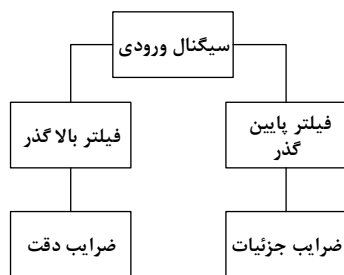 سیگنال ورودی
فیلتر پایین
گذر
فیلتر بالا گذر
ضرایب جزئیات
ضرایب دقت